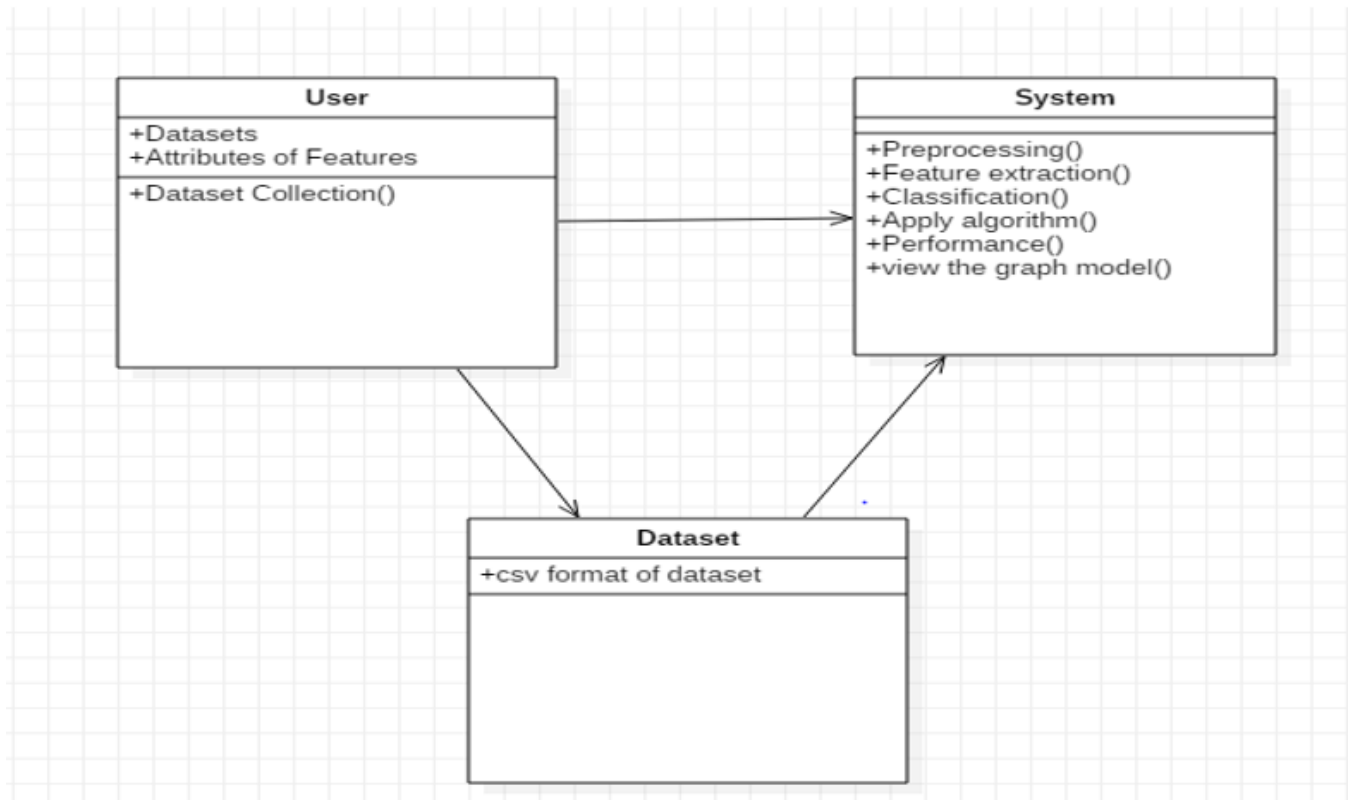 User
+Datasets
+Attributes of Features
+Dataset Collection()
System
+Preprocessing()
+Feature extraction()
+Classification()
+Apply algorithm()
+Performance()
+view the graph model()
Dataset
+csv format of dataset